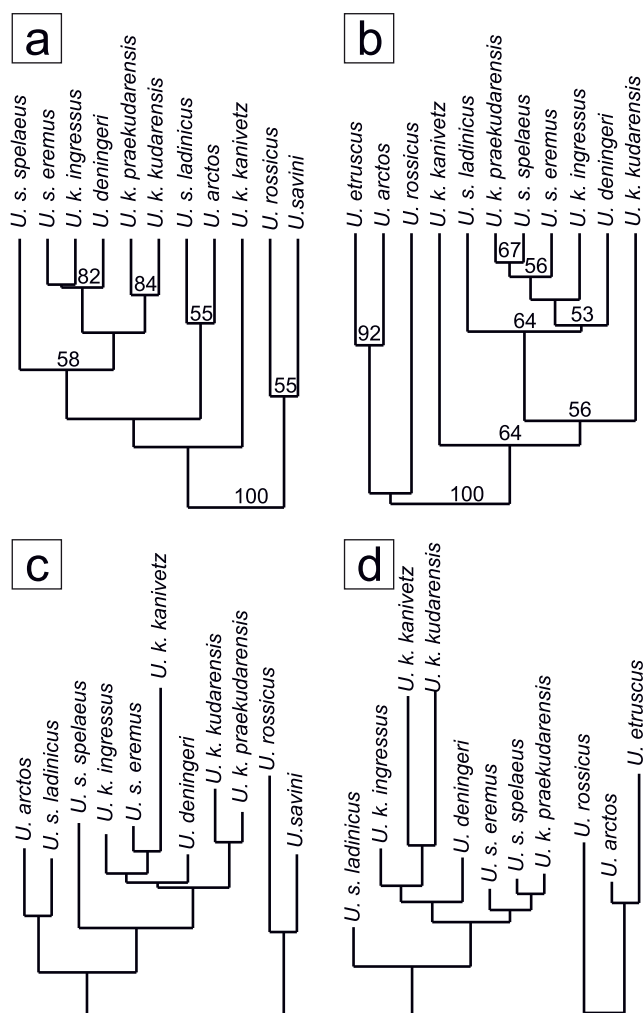 a
U. s. spelaeus
U. s. eremus
U. k. ingressus
U. deningeri
U. k. praekudarensis
U. k. kudarensis
U. s. ladinicus
U. arctos
U. k. kanivetz
U. rossicus
U.savini
82
84
55
58
55
100
b
U. etruscus
U. arctos
U. rossicus
U. k. kanivetz
U. s. ladinicus
U. k. praekudarensis
U. s. spelaeus
U. s. eremus
U. k. ingressus
U. deningeri
U. k. kudarensis
67
56
53
64
92
56
64
100
c
U. arctos
U. s. ladinicus
U. s. spelaeus
U. k. ingressus
U. s. eremus
U. k. kanivetz
U. deningeri
U. k. kudarensis
U. k. praekudarensis
U. rossicus
U.savini
d
U. s. ladinicus
U. k. ingressus
U. k. kanivetz
U. k. kudarensis
U. deningeri
U. s. eremus
U. s. spelaeus
U. k. praekudarensis
U. rossicus
U. arctos
U. etruscus